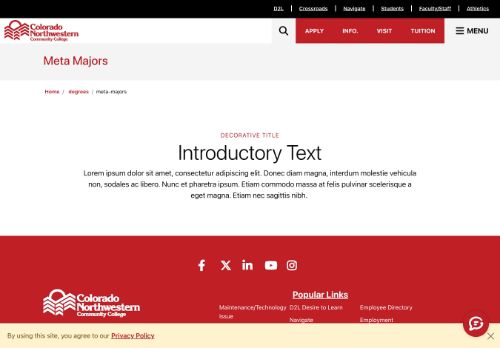 D2L | Crossroads | Navigate | Students | Faculty/Staff | Athletics
Colorado
Northwestern
Community College
APPLY INFO. VISIT TUITION MENU
Meta Majors
Home / degrees / meta-majors
DECORATIVE TITLE
Introductory Text
Lorem ipsum dolor sit amet, consectetur adipiscing elit. Donec diam magna, interdum molestie vehicula
non, sodales ac libero. Nunc et pharetra ipsum. Etiam commodo massa at felis pulvinar scelerisque a
eget magna. Etiam nec sagittis nibh.
Colorado
Northwestern
Community College
Popular Links
Maintenance/Technology
Issue
D2L Desire to Learn
Navigate
Employee Directory
Employment
By using this site, you agree to our Privacy Policy